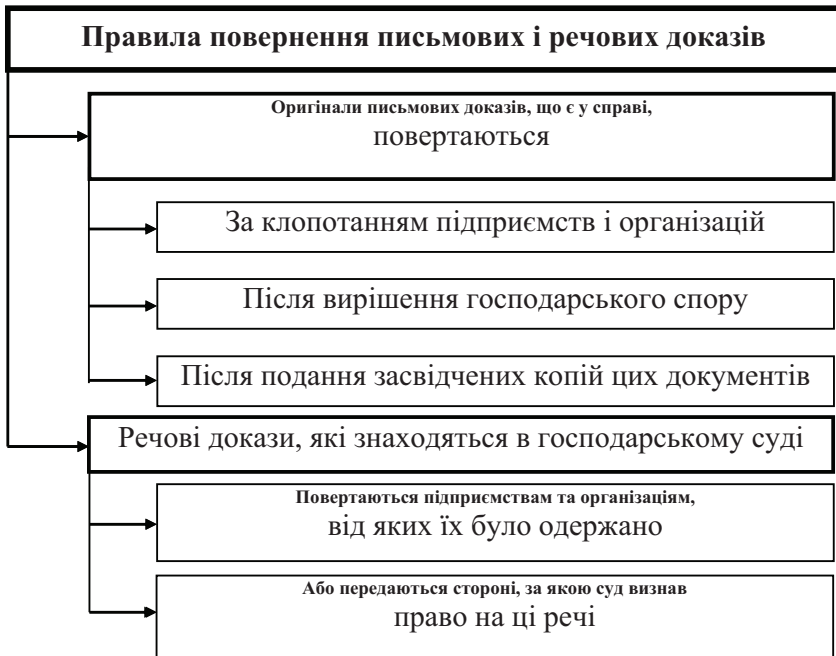 Правила повернення письмових і речових доказів
Оригінали письмових доказів, що є у справі,
повертаються
За клопотанням підприємств і організацій
Після вирішення господарського спору
Після подання засвідчених копій цих документів
Речові докази, які знаходяться в господарському суді
Повертаються підприємствам та організаціям,
від яких їх було одержано
Або передаються стороні, за якою суд визнав
право на ці речі